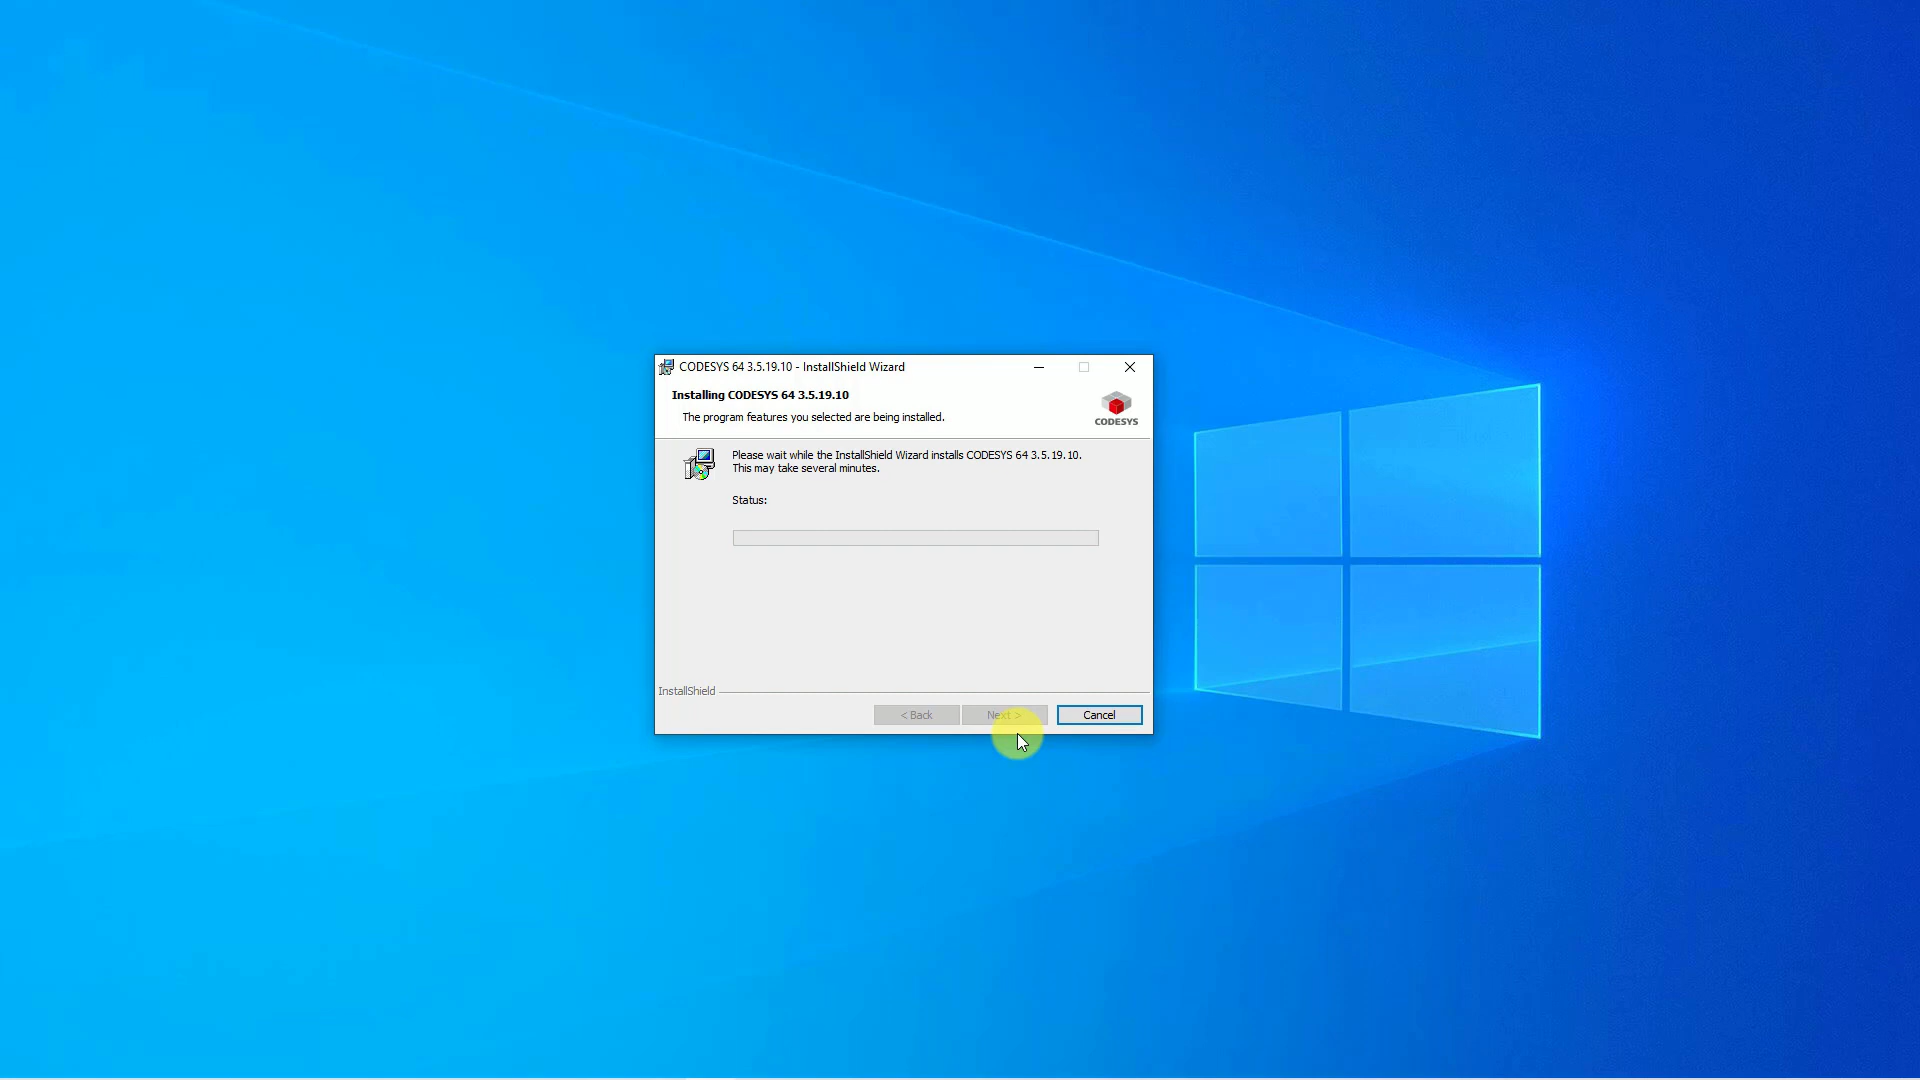 CODESYS 64 3.5.19.10 - InstallShield Wizard
Installing CODESYS 64 3.5.19.10
The program features you selected are being installed.
CODESYS
Please wait while the InstallShield Wizard installs CODESYS 64 3.5.19.10.
This may take several minutes.
Status:
InstallShield
< Back
Next >
Cancel